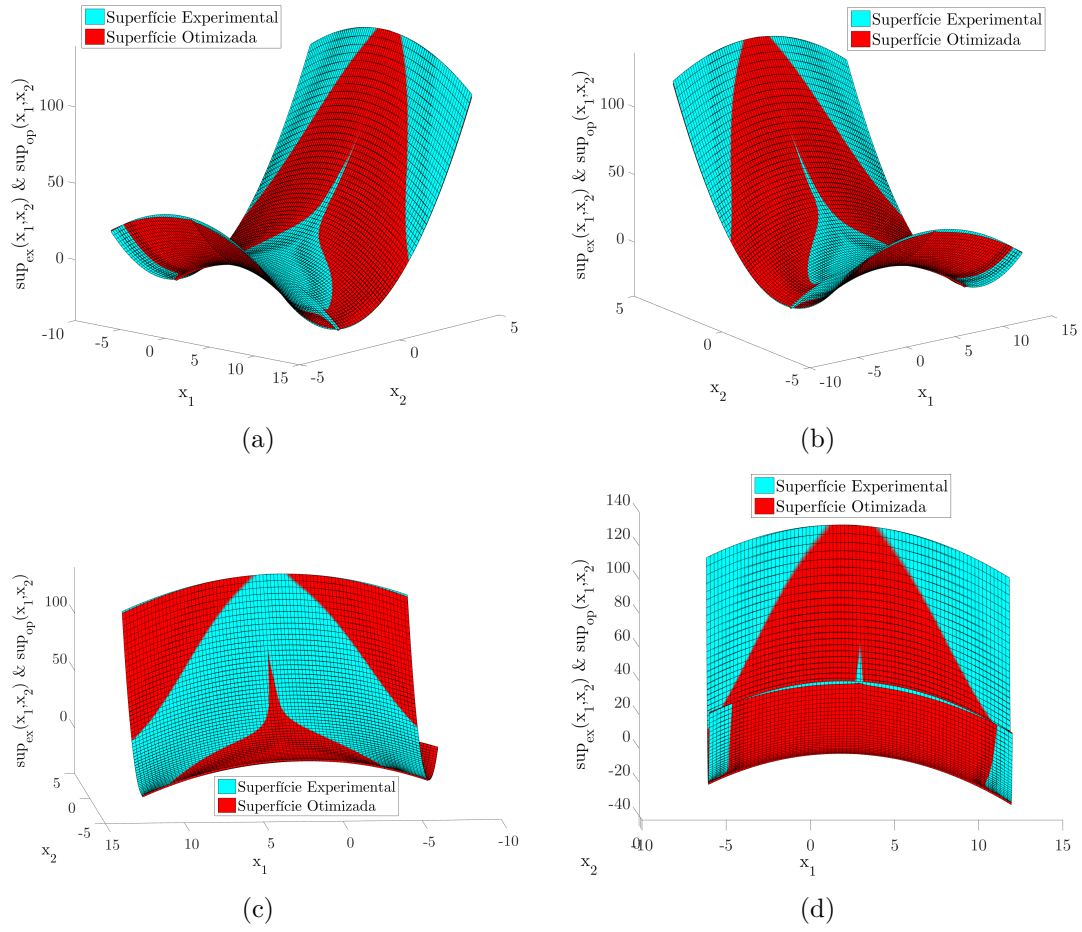 Superfície Experimental
Superfície Otimizada
sup_ex(x_1,x_2) & sup_op(x_1,x_2)
100
50
0
-10
-5
0
5
10
15
x_1
-5
0
5
x_2
(a)
Superfície Experimental
Superfície Otimizada
sup_ex(x_1,x_2) & sup_op(x_1,x_2)
100
50
0
5
0
-5
x_2
-10
-5
0
5
10
15
x_1
(b)
Superfície Experimental
Superfície Otimizada
sup_ex(x_1,x_2) & sup_op(x_1,x_2)
100
50
0
5
0
-5
x_2
15
10
5
0
-5
-10
x_1
(c)
Superfície Experimental
Superfície Otimizada
sup_ex(x_1,x_2) & sup_op(x_1,x_2)
140
120
100
80
60
40
20
0
-20
-40
x_2
0
-10
-5
0
5
10
15
x_1
(d)